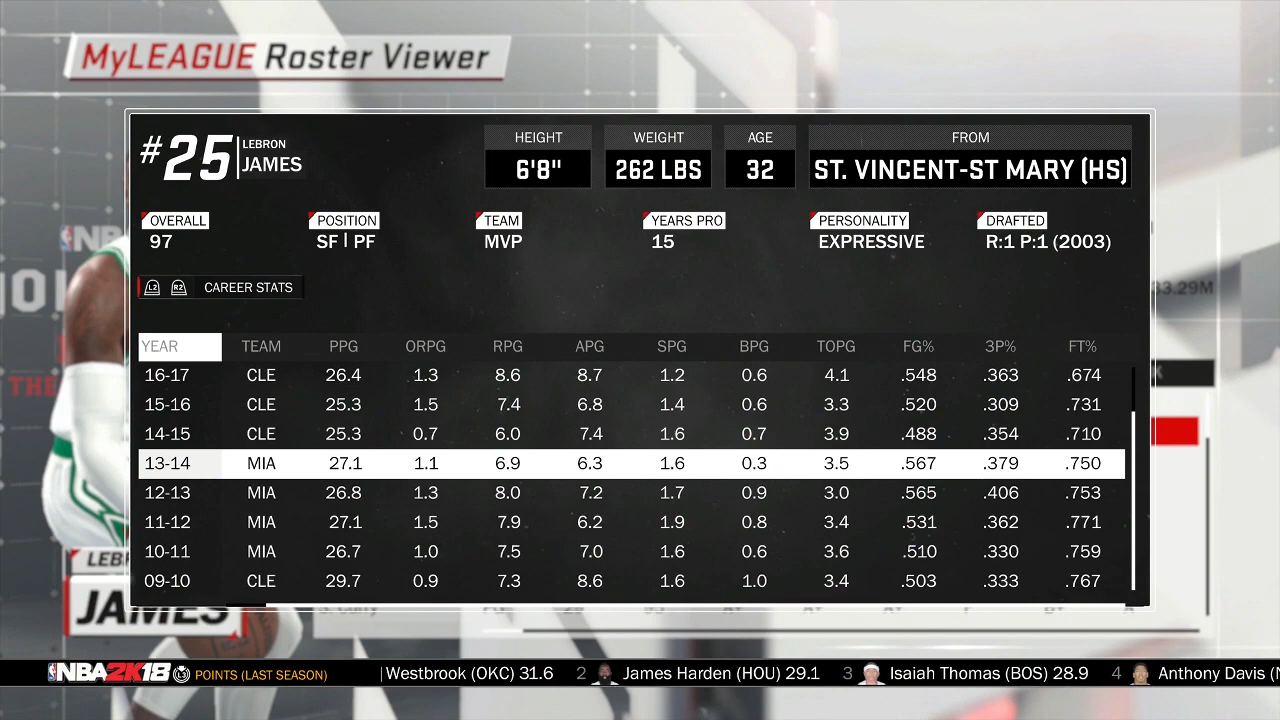 MyLEAGUE Roster Viewer
#25 LEBRON JAMES
HEIGHT WEIGHT AGE FROM
6'8" 262 LBS 32 ST. VINCENT-ST MARY (HS)
OVERALL POSITION TEAM YEARS PRO PERSONALITY DRAFTED
97 SF | PF MVP 15 EXPRESSIVE R:1 P:1 (2003)
L2 R2 CAREER STATS
YEAR TEAM PPG ORPG RPG APG SPG BPG TOPG FG% 3P% FT%
16-17 CLE 26.4 1.3 8.6 8.7 1.2 0.6 4.1 .548 .363 .674
15-16 CLE 25.3 1.5 7.4 6.8 1.4 0.6 3.3 .520 .309 .731
14-15 CLE 25.3 0.7 6.0 7.4 1.6 0.7 3.9 .488 .354 .710
13-14 MIA 27.1 1.1 6.9 6.3 1.6 0.3 3.5 .567 .379 .750
12-13 MIA 26.8 1.3 8.0 7.2 1.7 0.9 3.0 .565 .406 .753
11-12 MIA 27.1 1.5 7.9 6.2 1.9 0.8 3.4 .531 .362 .771
10-11 MIA 26.7 1.0 7.5 7.0 1.6 0.6 3.6 .510 .330 .759
09-10 CLE 29.7 0.9 7.3 8.6 1.6 1.0 3.4 .503 .333 .767
NB
33.29M
THE
LEB
JAMES
NBA2K18 POINTS (LAST SEASON) Westbrook (OKC) 31.6 2 James Harden (HOU) 29.1 3 Isaiah Thomas (BOS) 28.9 4 Anthony Davis (